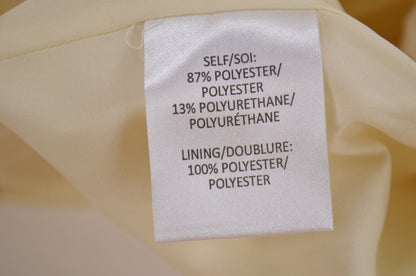 SELF/SOI:
87% POLYESTER/
POLYESTER
13% POLYURETHANE/
POLYURÉTHANE
LINING/DOUBLURE:
100% POLYESTER/
POLYESTER